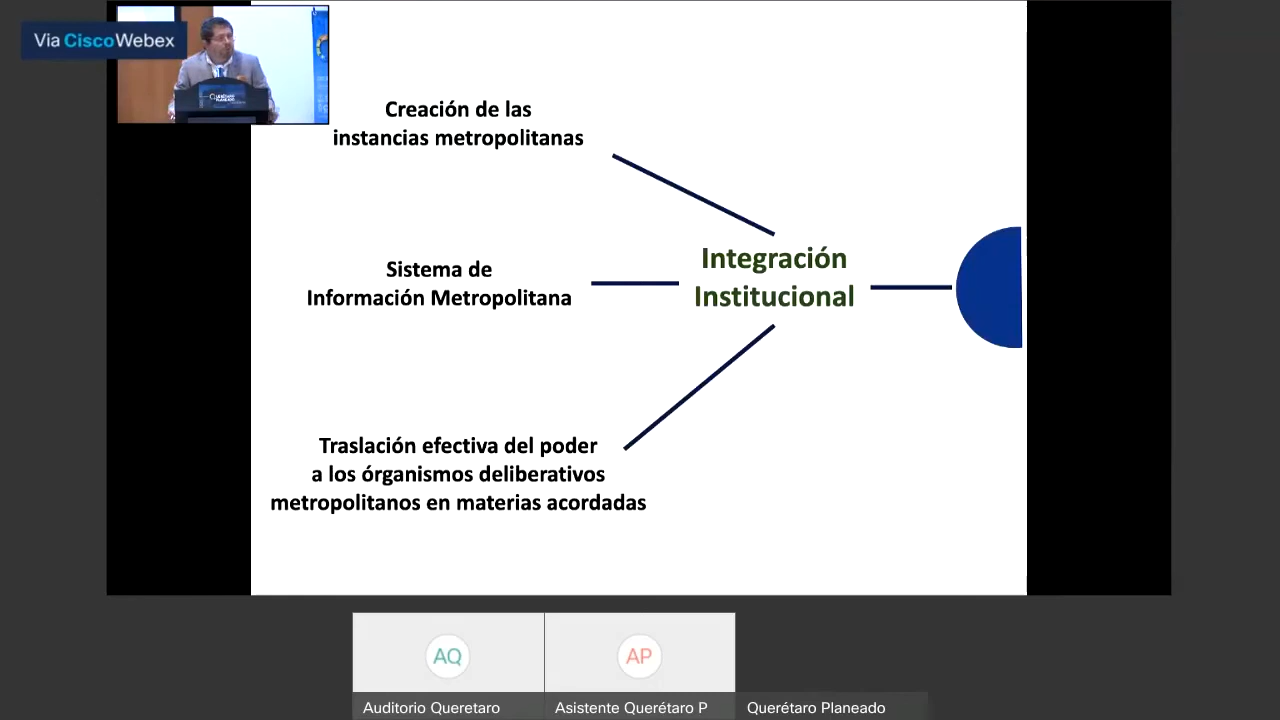 Vía CiscoWebex
Creación de las
instancias metropolitanas
Sistema de
Información Metropolitana
Integración
Institucional
Traslación efectiva del poder
a los órganismos deliberativos
metropolitanos en materias acordadas
AQ
AP
Auditorio Queretaro
Asistente Querétaro P
Querétaro Planeado